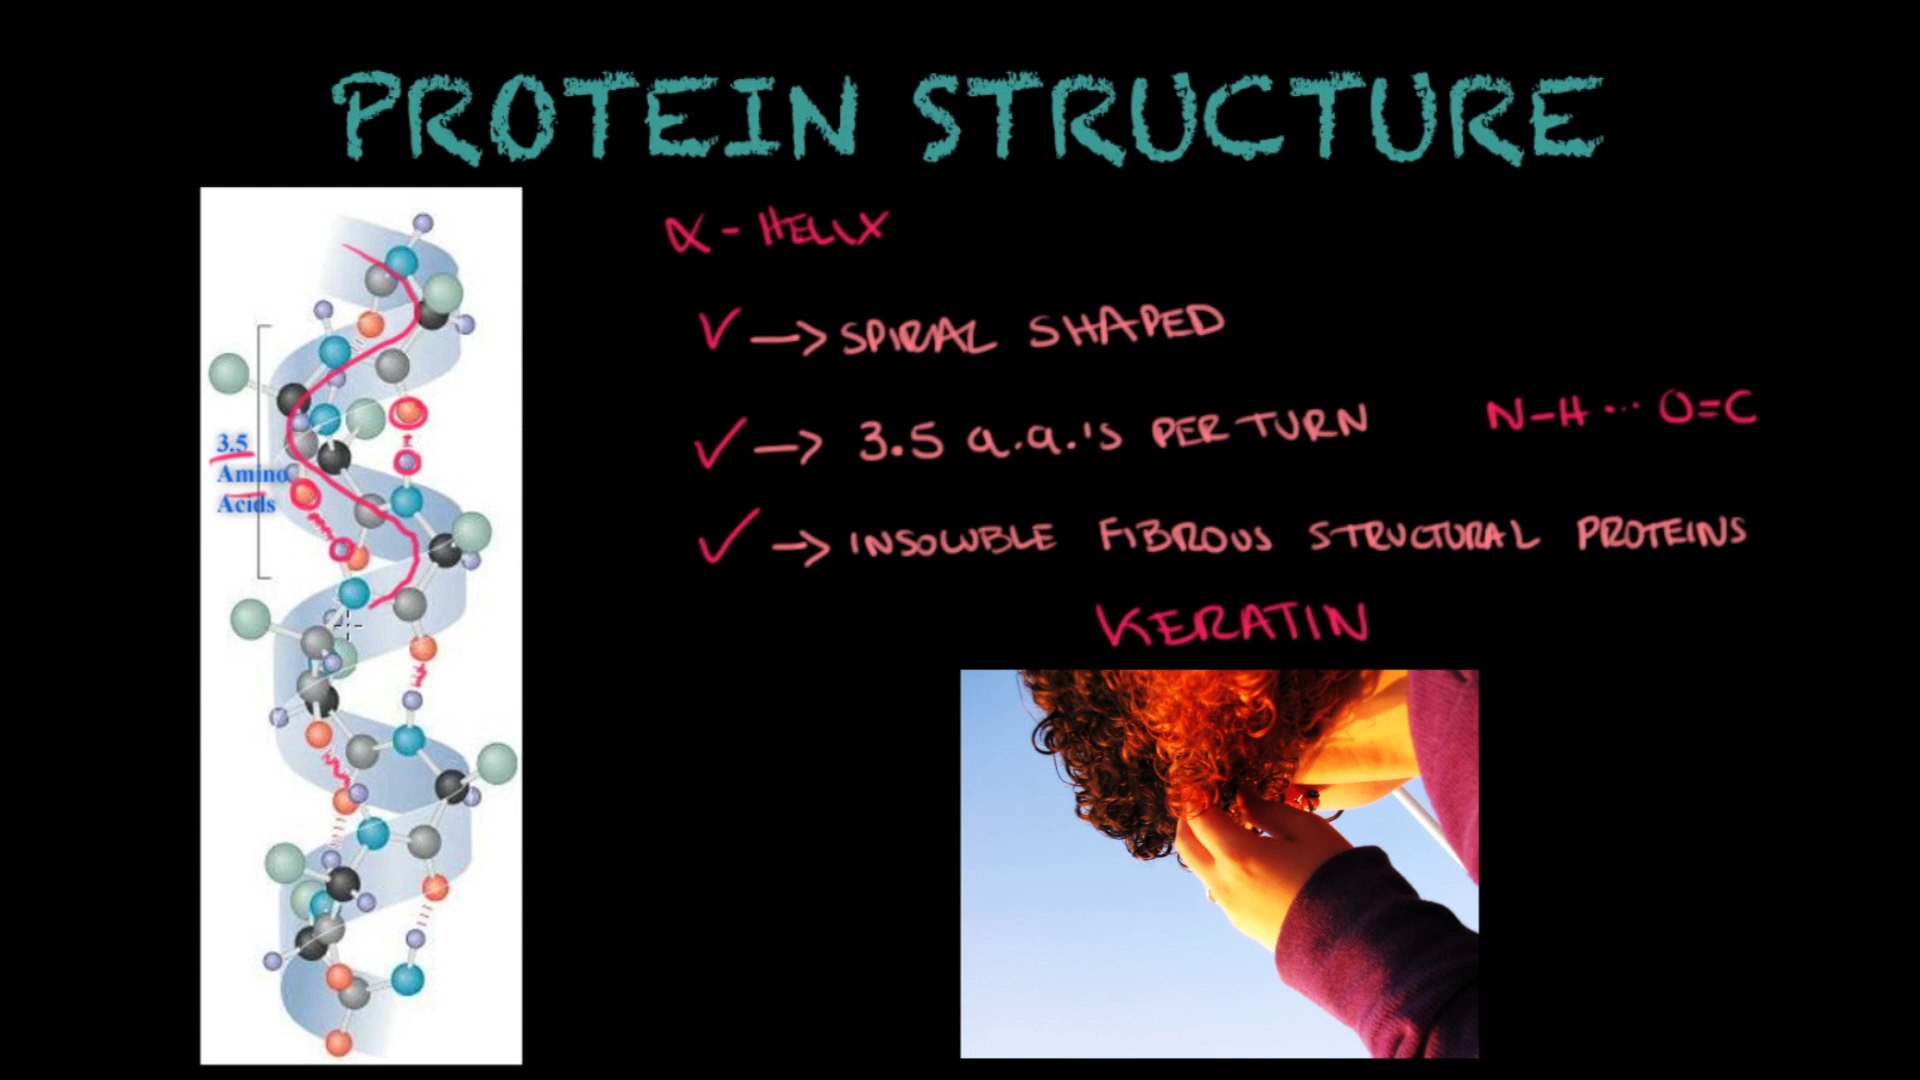 PROTEIN STRUCTURE
α - HELIX
✓ → SPIRAL SHAPED
✓ → 3.5 a.a.'s PER TURN
N-H ··· O=C
✓ → INSOLUBLE FIBROUS STRUCTURAL PROTEINS
KERATIN
3.5
Amino
Acids